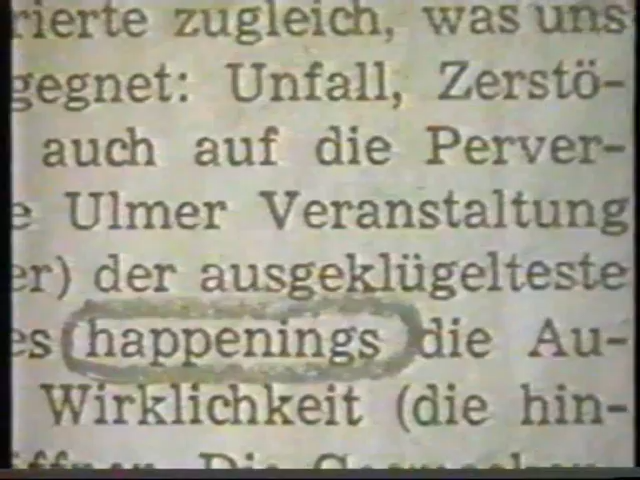 rierte zugleich, was uns
gegnet: Unfall, Zerstö-
auch auf die Perver-
e Ulmer Veranstaltung
er) der ausgeklügelteste
es happenings die Au-
Wirklichkeit (die hin-